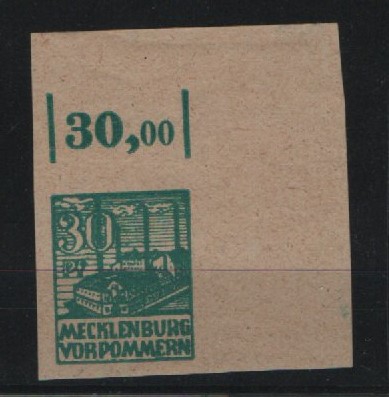 30,00
30
Pf
MECKLENBURG
VORPOMMERN